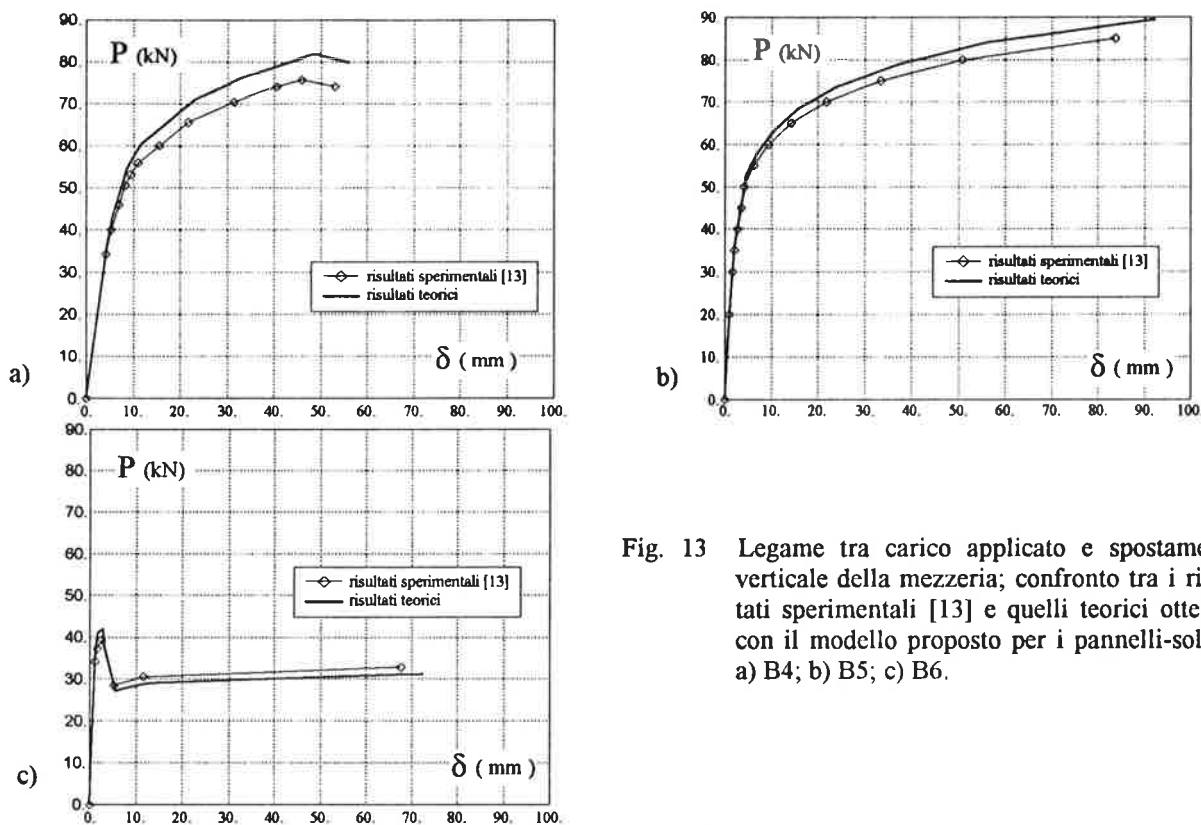 90.
80.
70.
60.
50.
40.
30.
20.
10.
0.
P (kN)
risultati sperimentali [13]
risultati teorici
δ ( mm )
a)
0. 10. 20. 30. 40. 50. 60. 70. 80. 90. 100.
90.
80.
70.
60.
50.
40.
30.
20.
10.
0.
P (kN)
risultati sperimentali [13]
risultati teorici
δ ( mm )
b)
0. 10. 20. 30. 40. 50. 60. 70. 80. 90. 100.
90.
80.
70.
60.
50.
40.
30.
20.
10.
0.
P (kN)
risultati sperimentali [13]
risultati teorici
δ ( mm )
c)
0. 10. 20. 30. 40. 50. 60. 70. 80. 90. 100.
Fig. 13 Legame tra carico applicato e spostame
verticale della mezzeria; confronto tra i ri
tati sperimentali [13] e quelli teorici otte
con il modello proposto per i pannelli-sol
a) B4; b) B5; c) B6.